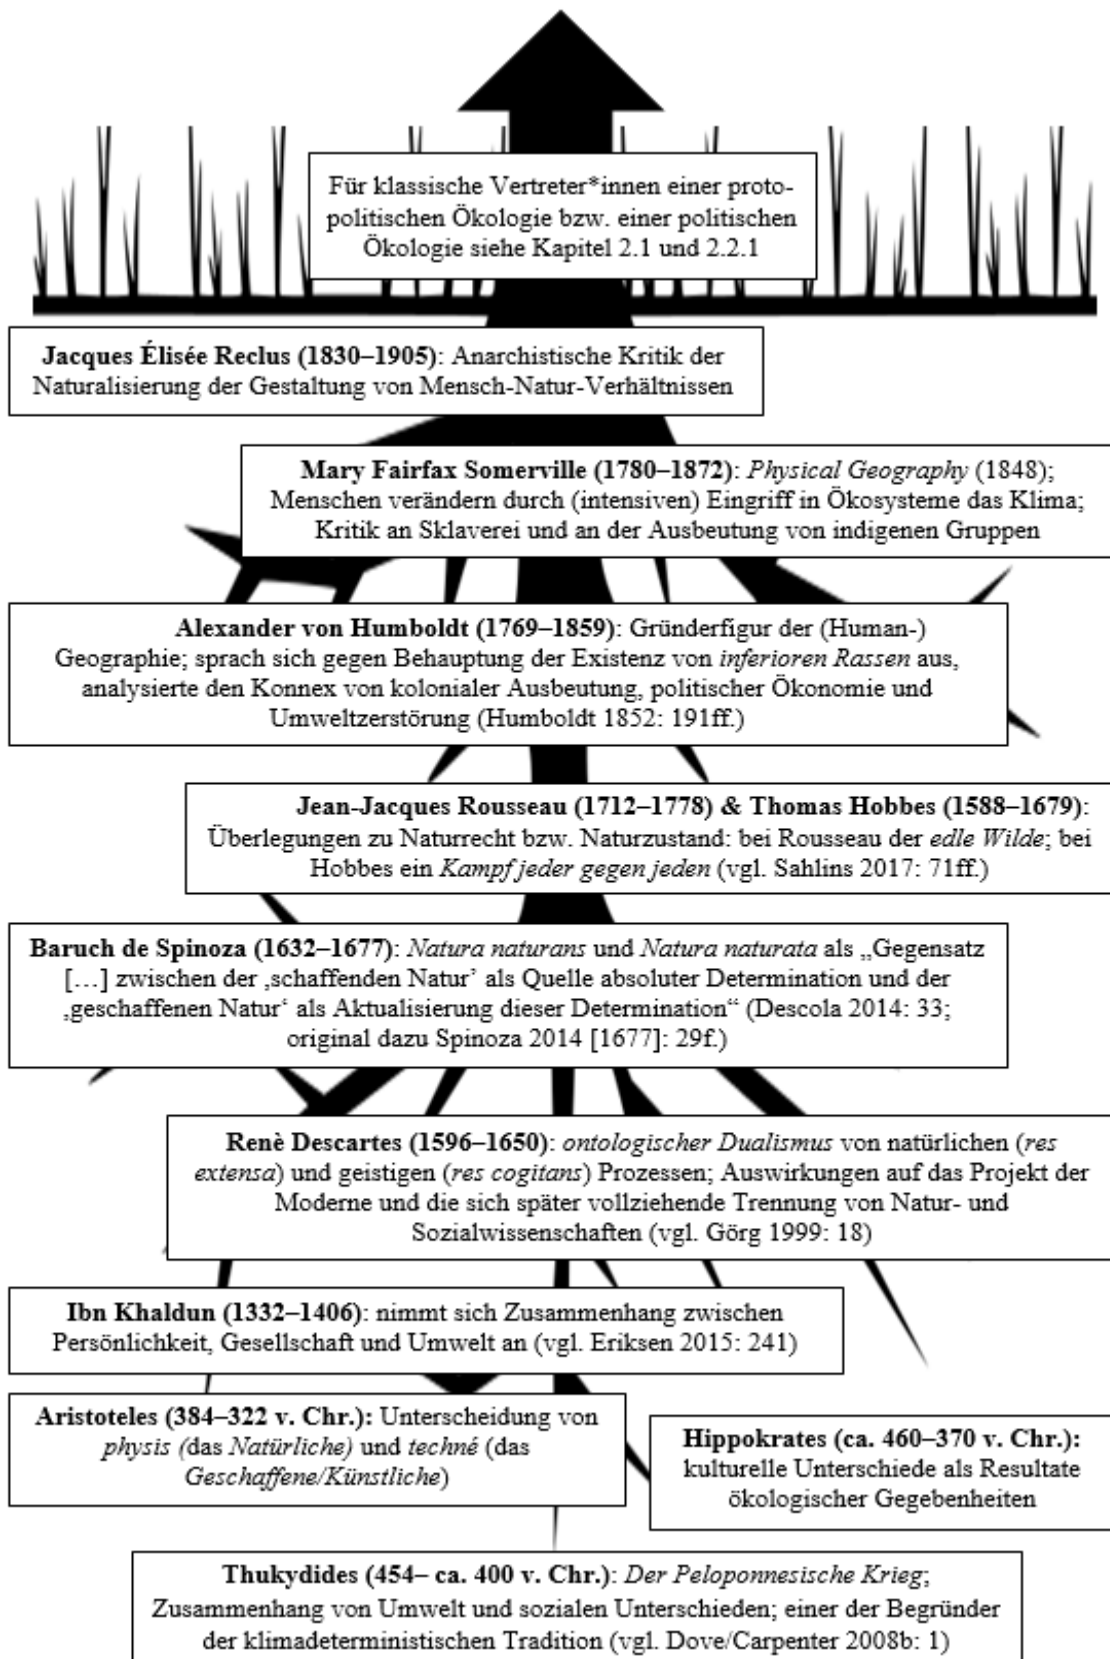 Für klassische Vertreter*innen einer proto-
politischen Ökologie bzw. einer politischen
Ökologie siehe Kapitel 2.1 und 2.2.1
Jacques Élisée Reclus (1830–1905): Anarchistische Kritik der
Naturalisierung der Gestaltung von Mensch-Natur-Verhältnissen
Mary Fairfax Somerville (1780–1872): Physical Geography (1848);
Menschen verändern durch (intensiven) Eingriff in Ökosysteme das Klima;
Kritik an Sklaverei und an der Ausbeutung von indigenen Gruppen
Alexander von Humboldt (1769–1859): Gründerfigur der (Human-)
Geographie; sprach sich gegen Behauptung der Existenz von inferioren Rassen aus,
analysierte den Konnex von kolonialer Ausbeutung, politischer Ökonomie und
Umweltzerstörung (Humboldt 1852: 191ff.)
Jean-Jacques Rousseau (1712–1778) & Thomas Hobbes (1588–1679):
Überlegungen zu Naturrecht bzw. Naturzustand: bei Rousseau der edle Wilde; bei
Hobbes ein Kampf jeder gegen jeden (vgl. Sahlins 2017: 71ff.)
Baruch de Spinoza (1632–1677): Natura naturans und Natura naturata als „Gegensatz
[…] zwischen der ‚schaffenden Natur’ als Quelle absoluter Determination und der
‚geschaffenen Natur‘ als Aktualisierung dieser Determination“ (Descola 2014: 33;
original dazu Spinoza 2014 [1677]: 29f.)
Renè Descartes (1596–1650): ontologischer Dualismus von natürlichen (res
extensa) und geistigen (res cogitans) Prozessen; Auswirkungen auf das Projekt der
Moderne und die sich später vollziehende Trennung von Natur- und
Sozialwissenschaften (vgl. Görg 1999: 18)
Ibn Khaldun (1332–1406): nimmt sich Zusammenhang zwischen
Persönlichkeit, Gesellschaft und Umwelt an (vgl. Eriksen 2015: 241)
Aristoteles (384–322 v. Chr.): Unterscheidung von
physis (das Natürliche) und techné (das
Geschaffene/Künstliche)
Hippokrates (ca. 460–370 v. Chr.):
kulturelle Unterschiede als Resultate
ökologischer Gegebenheiten
Thukydides (454– ca. 400 v. Chr.): Der Peloponnesische Krieg;
Zusammenhang von Umwelt und sozialen Unterschieden; einer der Begründer
der klimadeterministischen Tradition (vgl. Dove/Carpenter 2008b: 1)